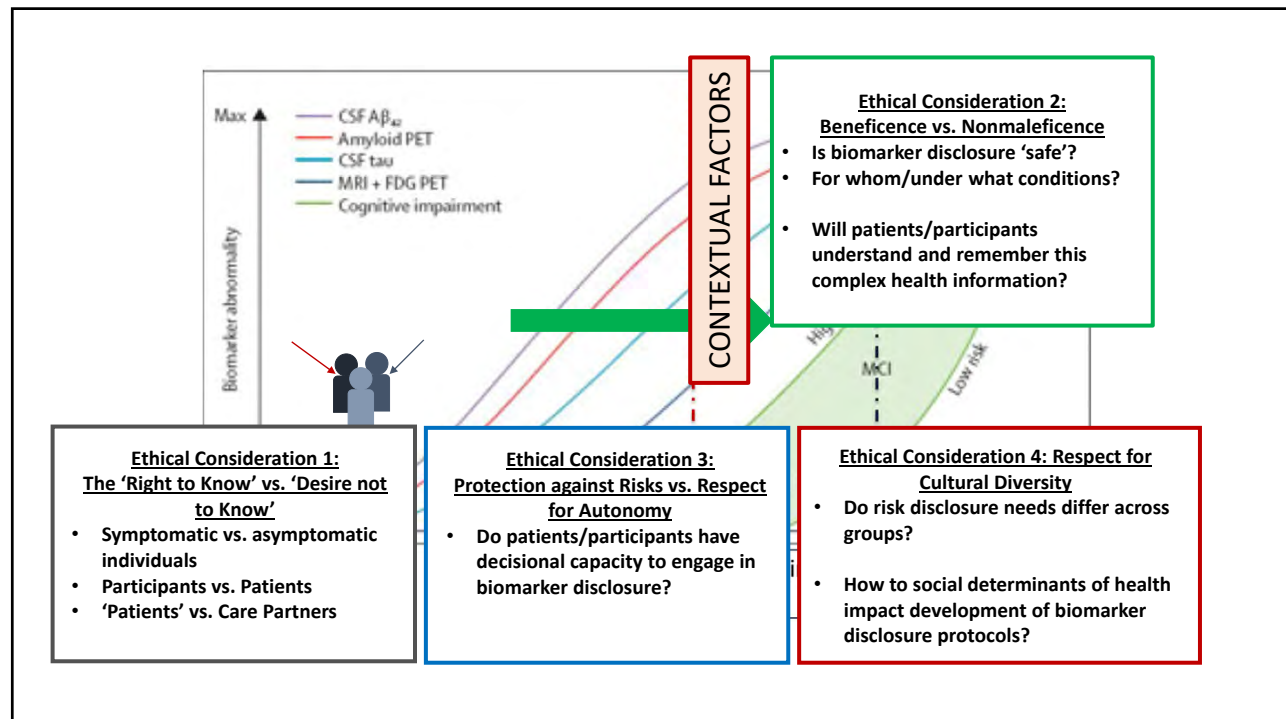 Max
CSF Aβ₄₂
Amyloid PET
CSF tau
MRI + FDG PET
Cognitive impairment
Biomarker abnormality
CONTEXTUAL FACTORS
Ethical Consideration 2:
Beneficence vs. Nonmaleficence
• Is biomarker disclosure ‘safe’?
• For whom/under what conditions?
• Will patients/participants
understand and remember this
complex health information?
MCI
Low risk
Ethical Consideration 1:
The ‘Right to Know’ vs. ‘Desire not
to Know’
• Symptomatic vs. asymptomatic
individuals
• Participants vs. Patients
• ‘Patients’ vs. Care Partners
Ethical Consideration 3:
Protection against Risks vs. Respect
for Autonomy
• Do patients/participants have
decisional capacity to engage in
biomarker disclosure?
Ethical Consideration 4: Respect for
Cultural Diversity
• Do risk disclosure needs differ across
groups?
• How to social determinants of health
impact development of biomarker
disclosure protocols?